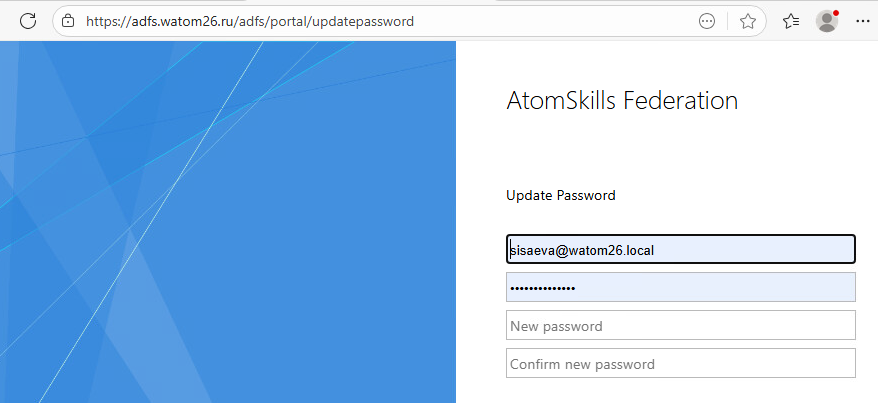 https://adfs.watom26.ru/adfs/portal/updatepassword
AtomSkills Federation
Update Password
sisaeva@watom26.local
••••••••••••••
New password
Confirm new password